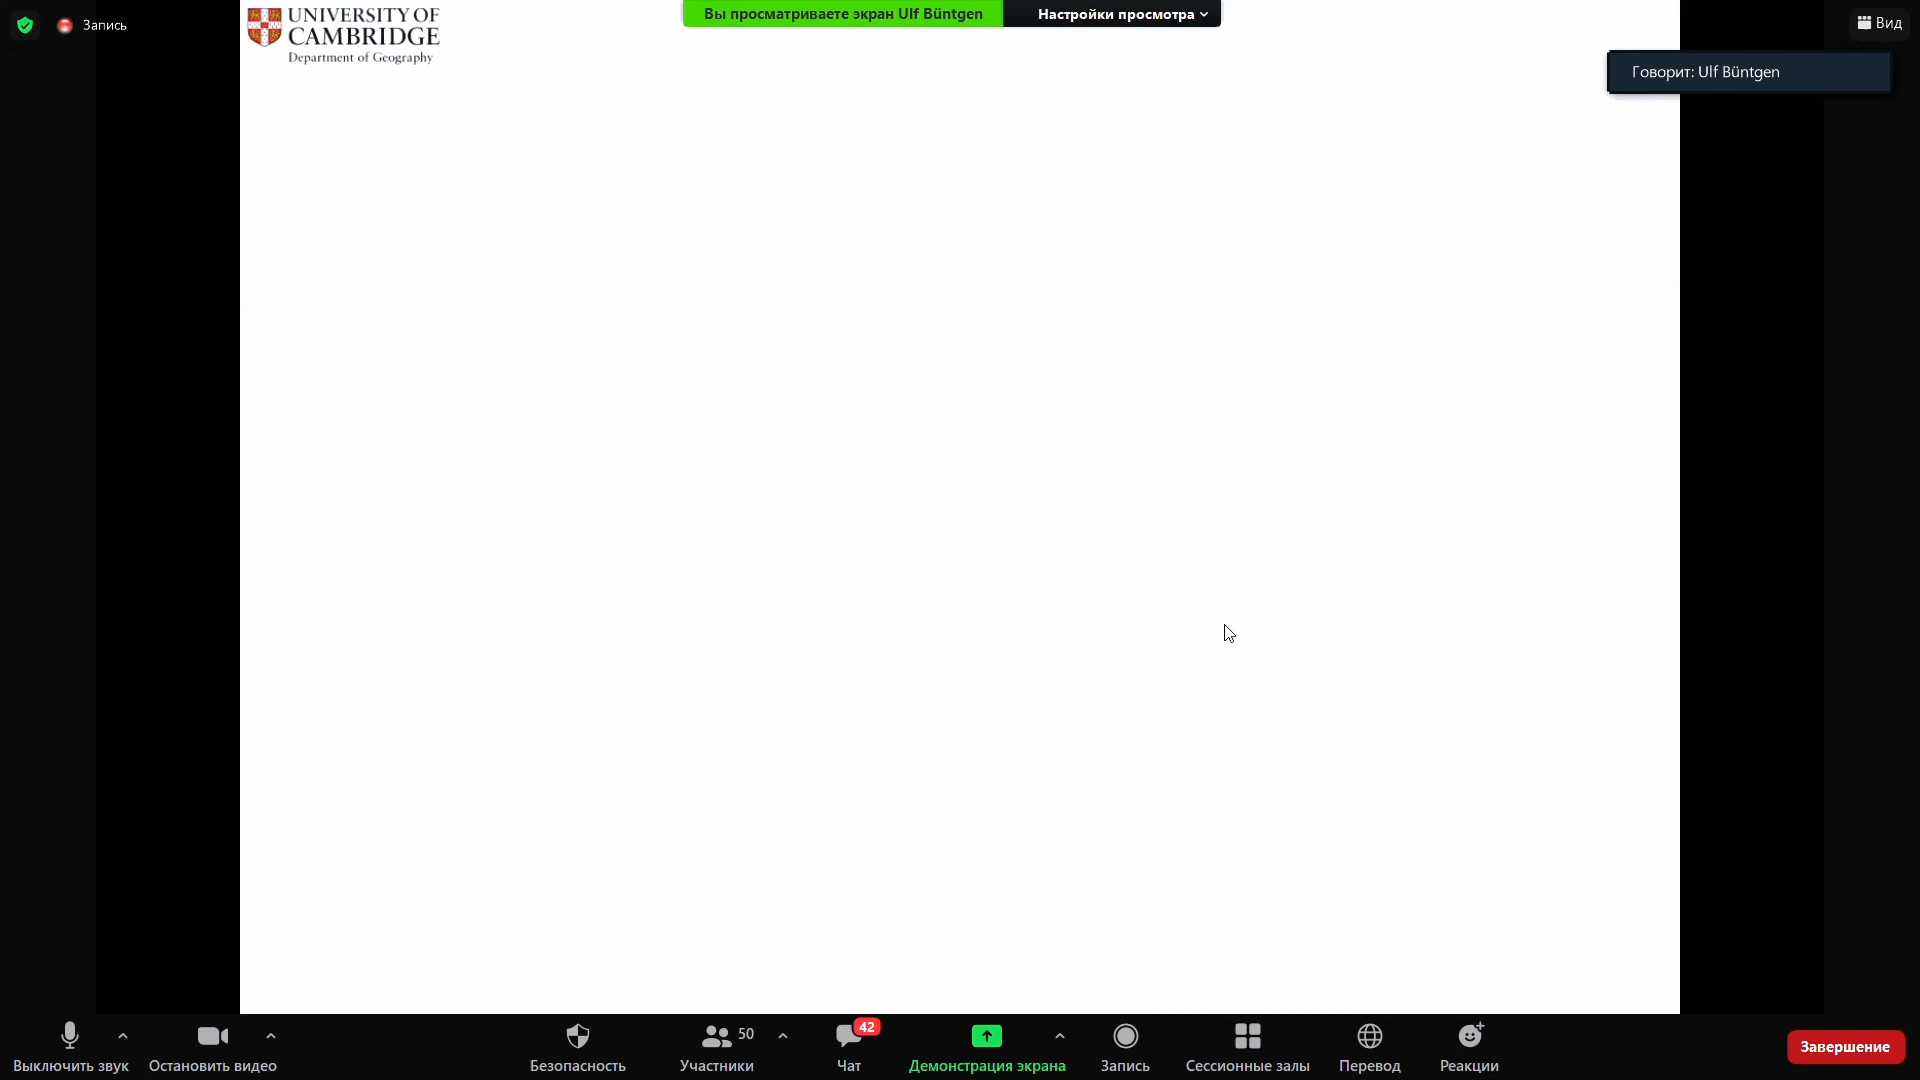 Запись
UNIVERSITY OF
CAMBRIDGE
Department of Geography
Вы просматриваете экран Ulf Büntgen
Настройки просмотра
Вид
Говорит: Ulf Büntgen
Выключить звук
Остановить видео
Безопасность
50
Участники
42
Чат
Демонстрация экрана
Запись
Сессионные залы
Перевод
Реакции
Завершение